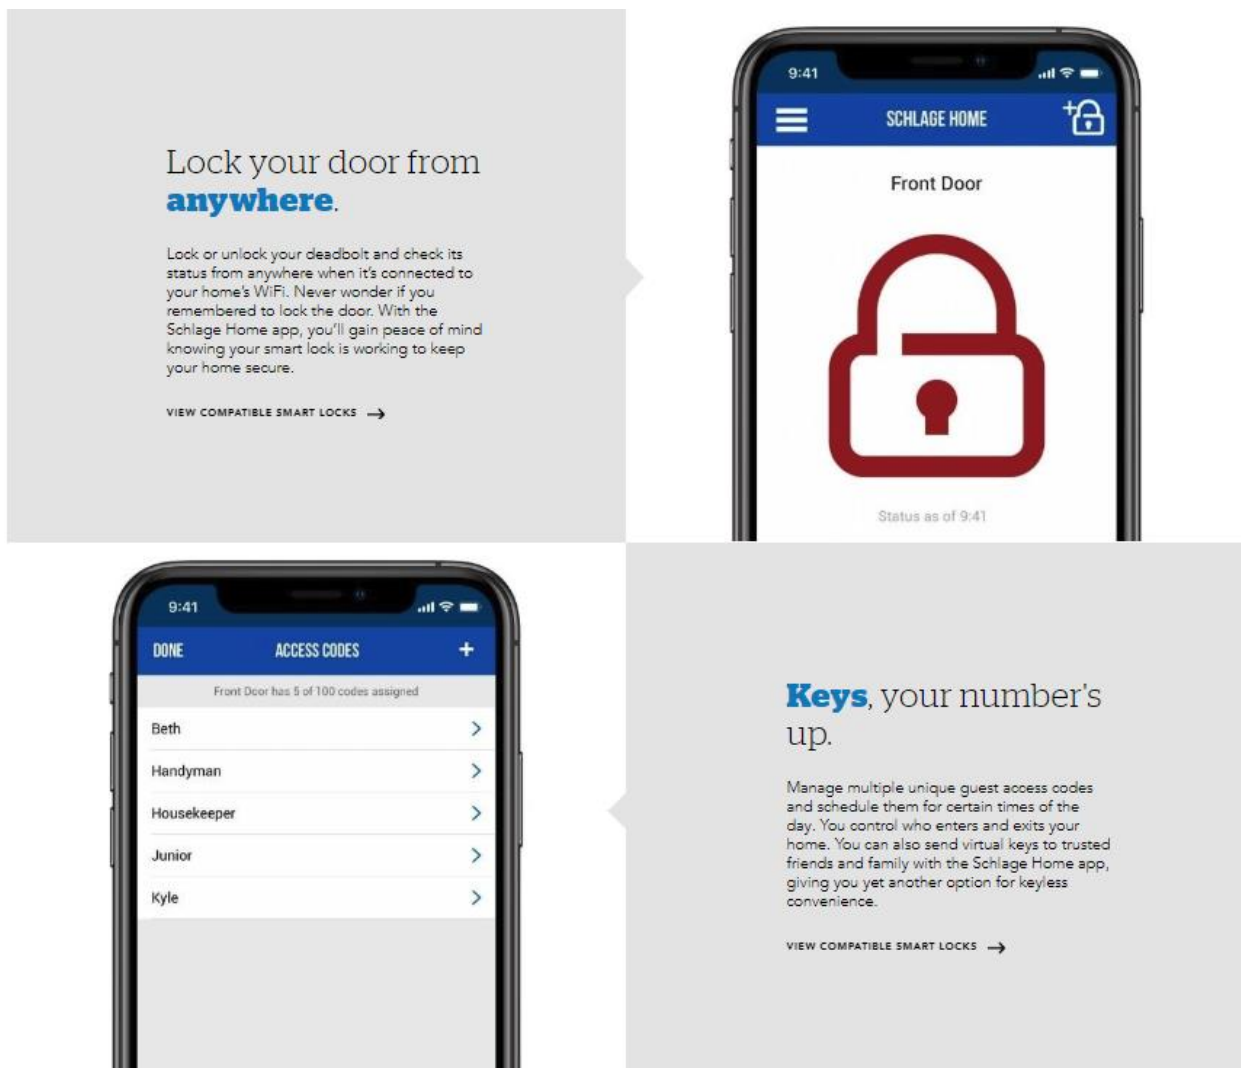 Lock your door from
anywhere.
Lock or unlock your deadbolt and check its
status from anywhere when it's connected to
your home's WiFi. Never wonder if you
remembered to lock the door. With the
Schlage Home app, you'll gain peace of mind
knowing your smart lock is working to keep
your home secure.
VIEW COMPATIBLE SMART LOCKS
9:41
SCHLAGE HOME
Front Door
Status as of 9:41
9:41
DONE ACCESS CODES +
Front Door has 5 of 100 codes assigned
Beth
Handyman
Housekeeper
Junior
Kyle
Keys, your number's
up.
Manage multiple unique guest access codes
and schedule them for certain times of the
day. You control who enters and exits your
home. You can also send virtual keys to trusted
friends and family with the Schlage Home app,
giving you yet another option for keyless
convenience.
VIEW COMPATIBLE SMART LOCKS